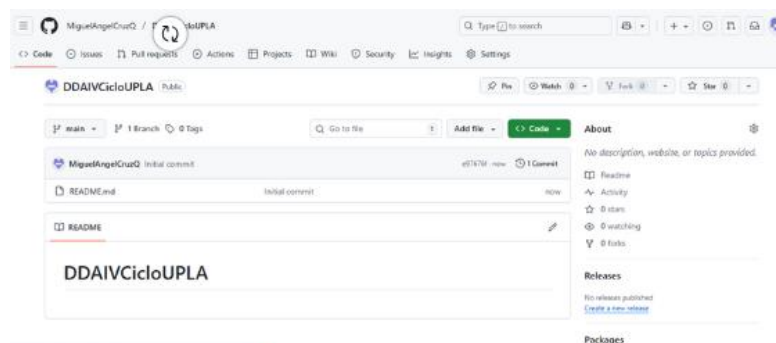 MiguelAngelCruzQ / DDAIVCicloUPLA
Type / to search
Code
Issues
Pull requests
Actions
Projects
Wiki
Security
Insights
Settings
DDAIVCicloUPLA Public
Pin
Watch 0
Fork 0
Star 0
main
1 Branch
0 Tags
Go to file
t
Add file
Code
MiguelAngelCruzQ Initial commit
now
1 Commit
README.md
Initial commit
now
README
DDAIVCicloUPLA
About
No description, website, or topics provided.
Readme
Activity
0 stars
0 watching
0 forks
Releases
No releases published
Create a new release
Packages